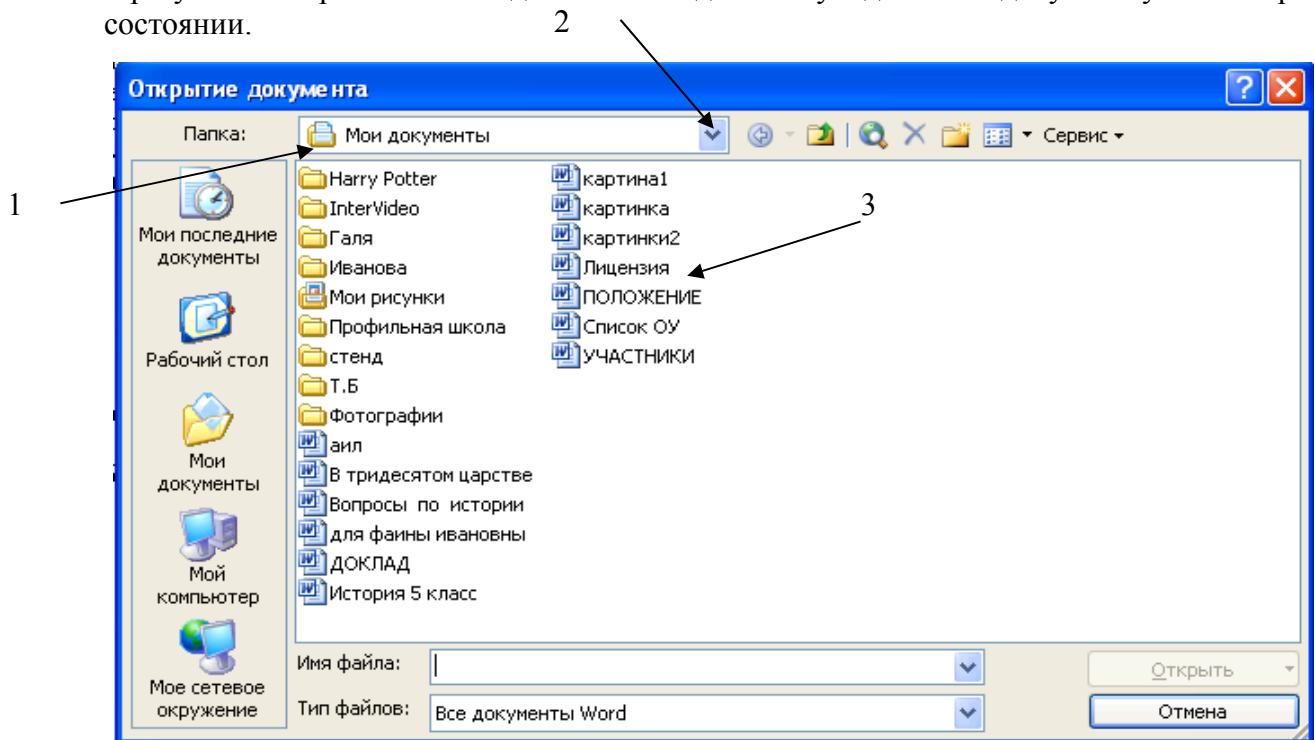 состоянии.
2
Открытие документа
Папка:
Мои документы
Сервис
1
3
Мои последние
документы
Рабочий стол
Мои
документы
Мой
компьютер
Мое сетевое
окружение
Harry Potter
InterVideo
Галя
Иванова
Мои рисунки
Профильная школа
стенд
Т.Б
Фотографии
аил
В тридесятом царстве
Вопросы по истории
для фаины ивановны
ДОКЛАД
История 5 класс
картина1
картинка
картинки2
Лицензия
ПОЛОЖЕНИЕ
Список ОУ
УЧАСТНИКИ
Имя файла:
Открыть
Тип файлов:
Все документы Word
Отмена